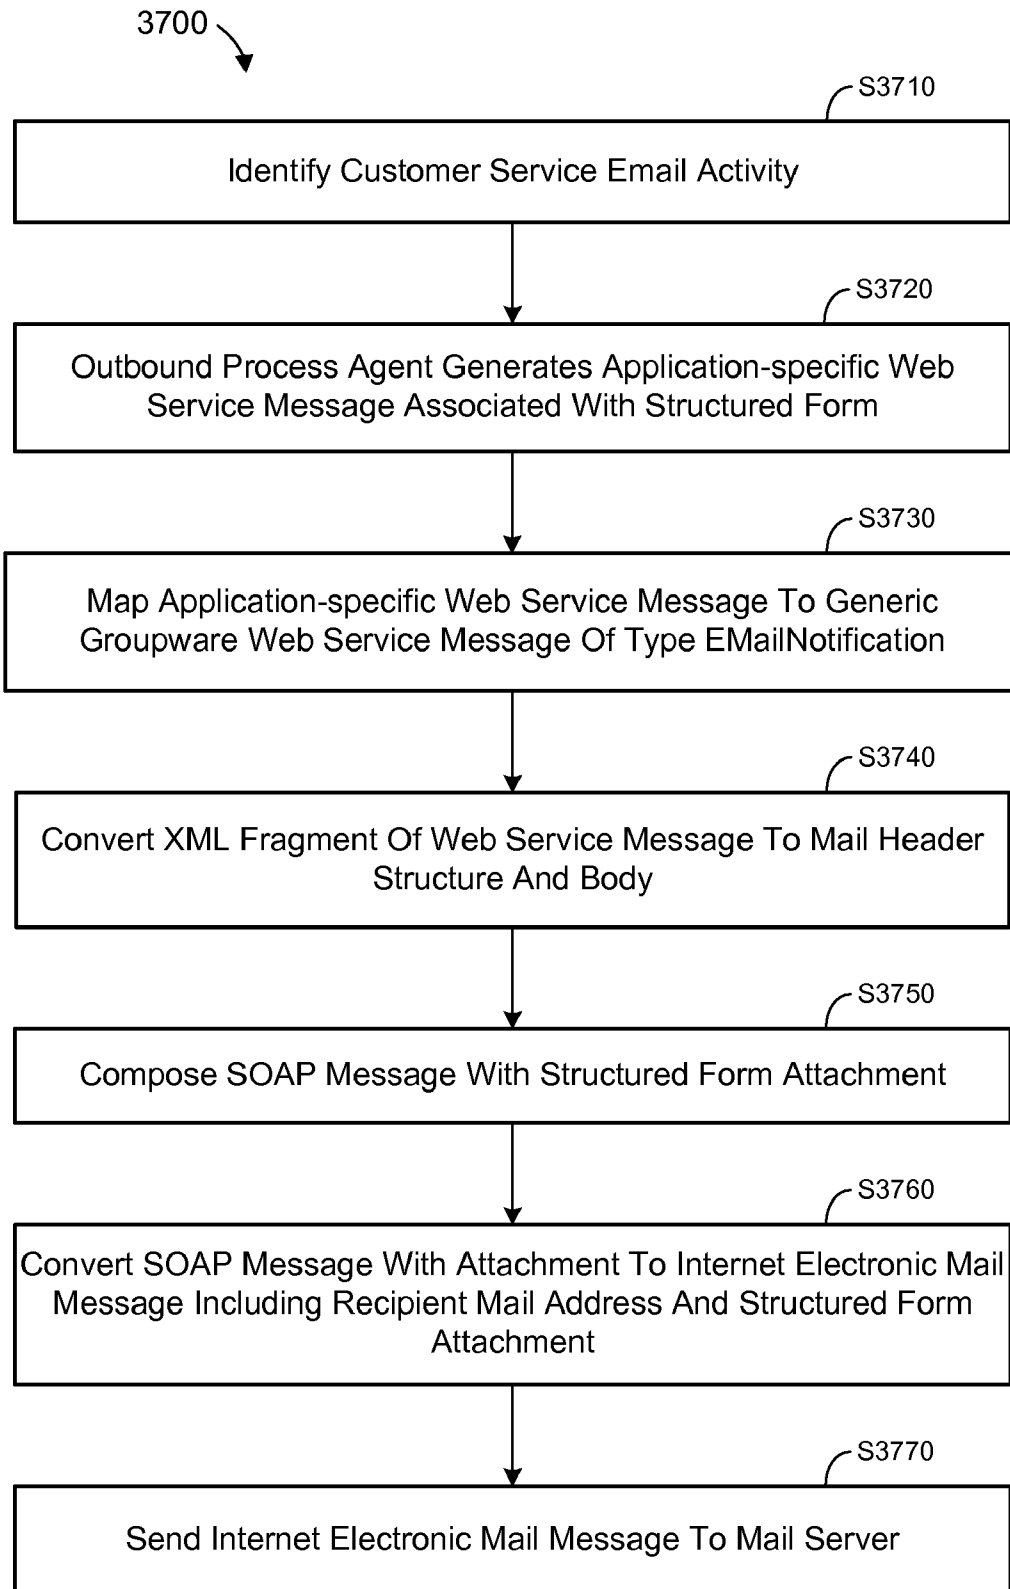 3700
S3710
Identify Customer Service Email Activity
S3720
Outbound Process Agent Generates Application-specific Web
Service Message Associated With Structured Form
S3730
Map Application-specific Web Service Message To Generic
Groupware Web Service Message Of Type EMailNotification
S3740
Convert XML Fragment Of Web Service Message To Mail Header
Structure And Body
S3750
Compose SOAP Message With Structured Form Attachment
S3760
Convert SOAP Message With Attachment To Internet Electronic Mail
Message Including Recipient Mail Address And Structured Form
Attachment
S3770
Send Internet Electronic Mail Message To Mail Server